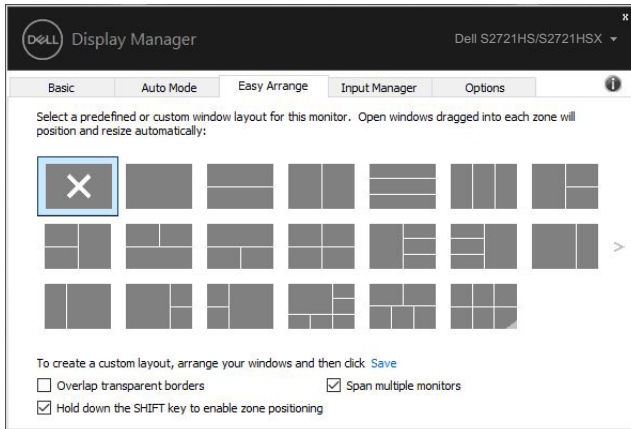 x
DELL Display Manager Dell S2721HS/S2721HSX
Basic Auto Mode Easy Arrange Input Manager Options i
Select a predefined or custom window layout for this monitor. Open windows dragged into each zone will
position and resize automatically:
>
To create a custom layout, arrange your windows and then click Save
Overlap transparent borders Span multiple monitors
Hold down the SHIFT key to enable zone positioning